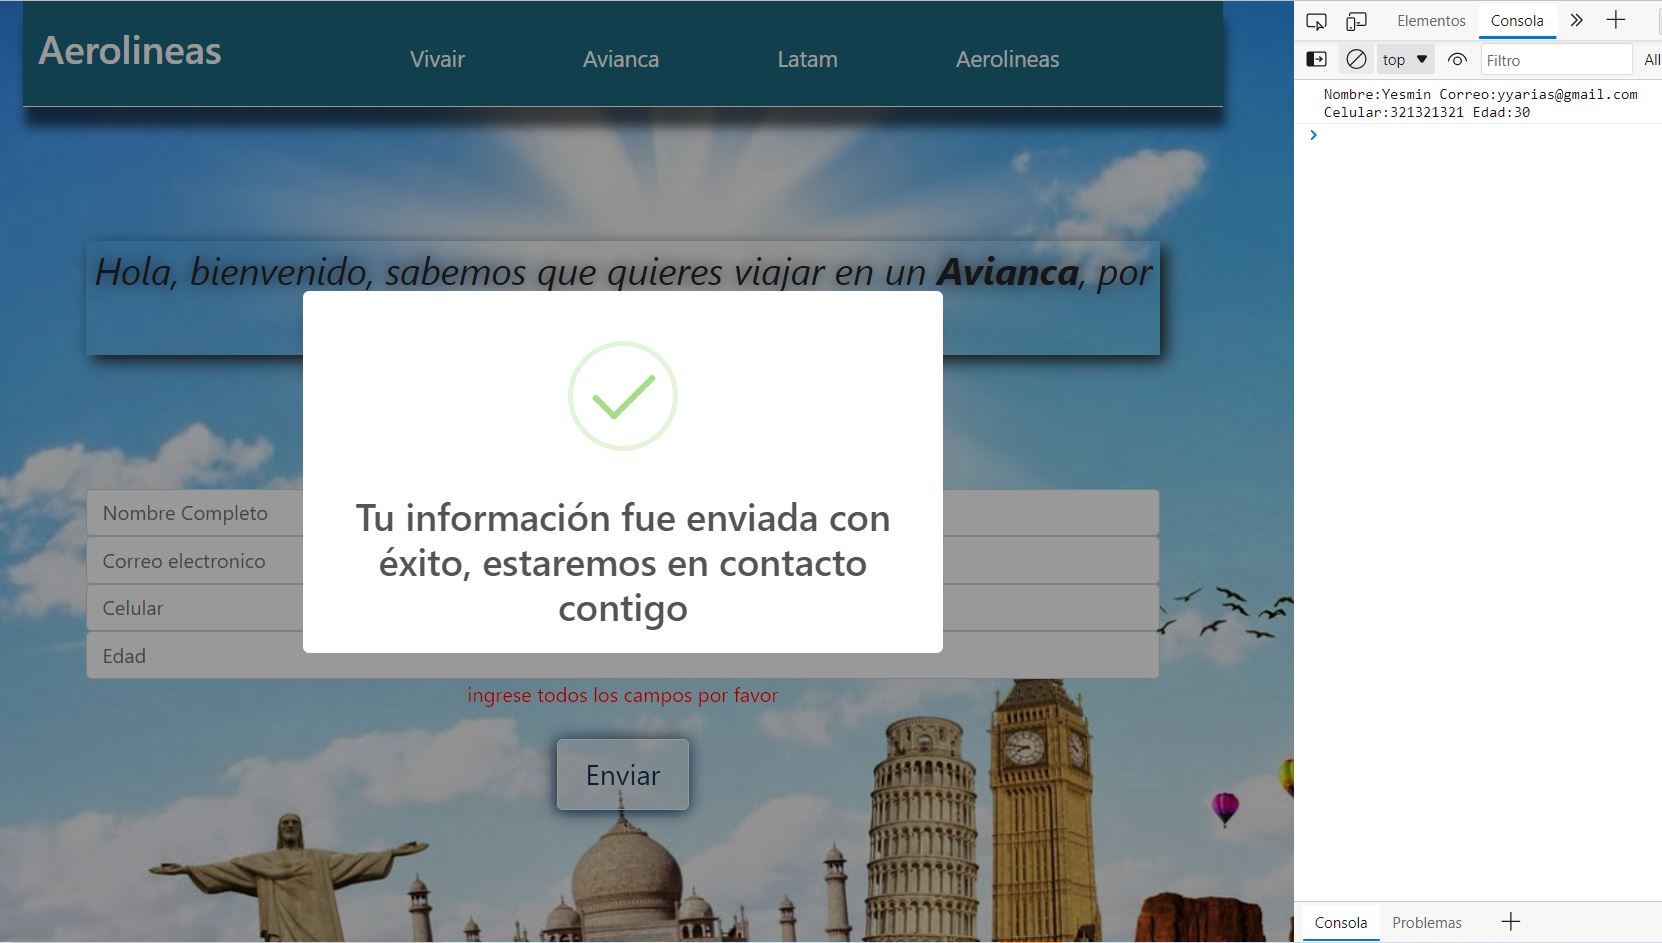 Aerolineas
Vivair
Avianca
Latam
Aerolineas
Hola, bienvenido, sabemos que quieres viajar en un Avianca, por
Tu información fue enviada con
éxito, estaremos en contacto
contigo
Nombre Completo
Correo electronico
Celular
Edad
ingrese todos los campos por favor
Enviar
Elementos
Consola
top
Filtro
All
Nombre:Yesmin Correo:yyarias@gmail.com
Celular:321321321 Edad:30
Consola
Problemas